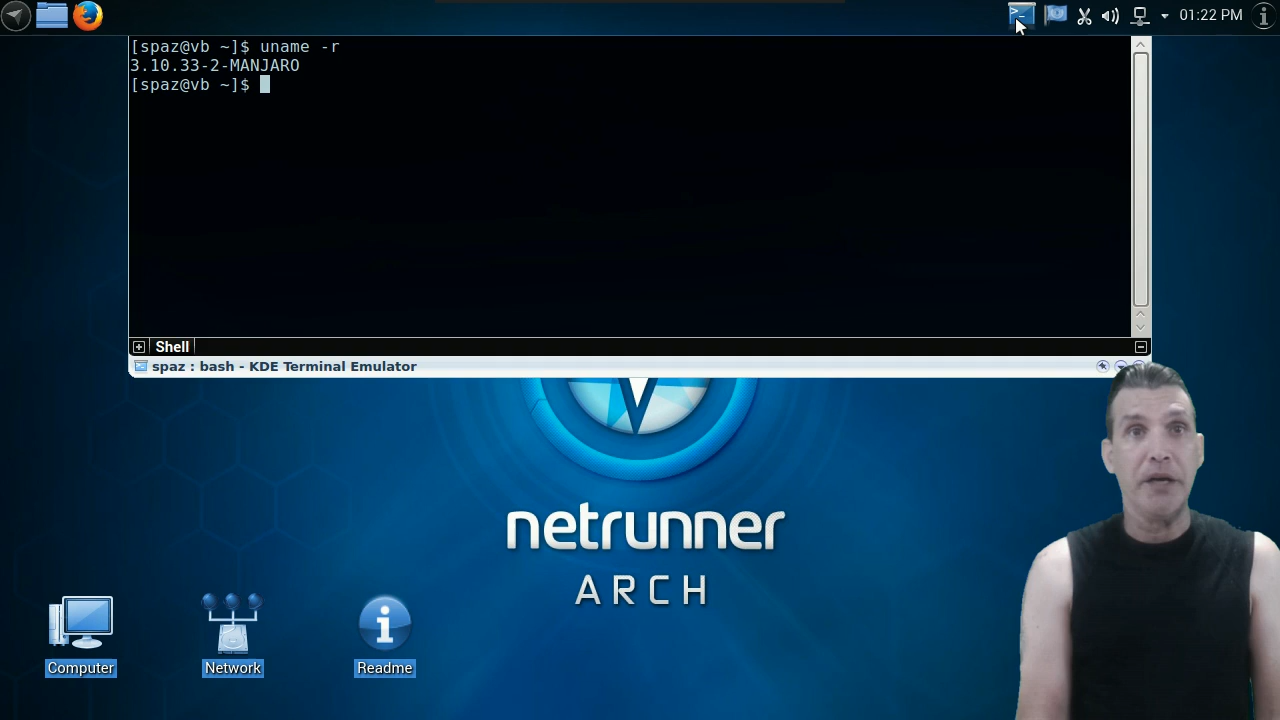 01:22 PM
[spaz@vb ~]$ uname -r
3.10.33-2-MANJARO
[spaz@vb ~]$
Shell
spaz : bash - KDE Terminal Emulator
netrunner
ARCH
Computer
Network
Readme